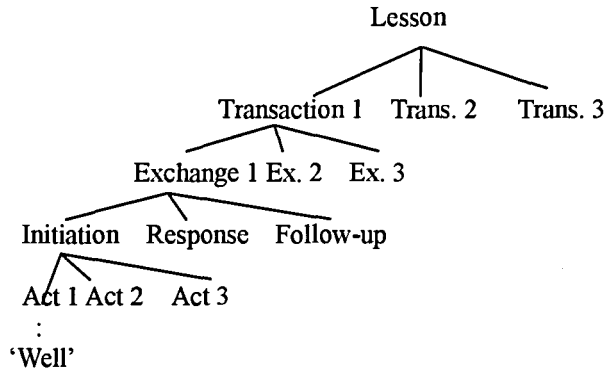 Lesson
Transaction 1 Trans. 2 Trans. 3
Exchange 1 Ex. 2 Ex. 3
Initiation Response Follow-up
Act 1 Act 2 Act 3
:
‘Well’